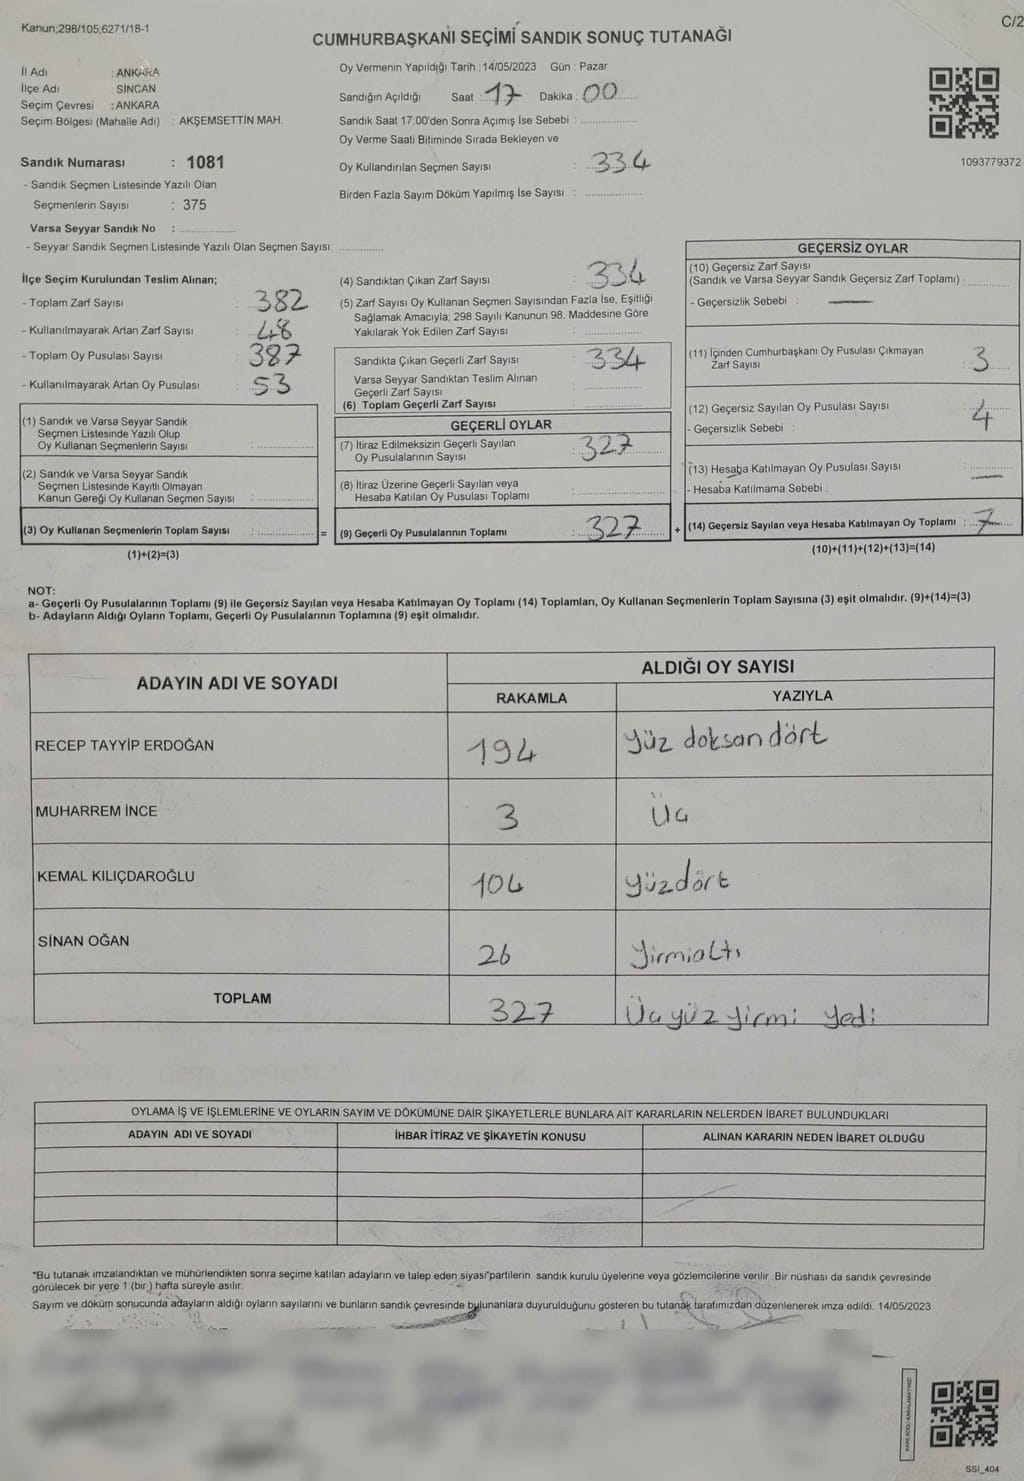 Kanun;298/105;6271/18-1
C/2
CUMHURBAŞKANI SEÇİMİ SANDIK SONUÇ TUTANAĞI
İl Adı : ANKARA
İlçe Adı : SİNCAN
Seçim Çevresi : ANKARA
Seçim Bölgesi (Mahalle Adı) : AKŞEMSETTİN MAH.
Oy Vermenin Yapıldığı Tarih : 14/05/2023 Gün : Pazar
Sandığın Açıldığı Saat : 17 Dakika : 00
Sandık Saat 17:00'den Sonra Açımış İse Sebebi :
Oy Verme Saati Bitiminde Sırada Bekleyen ve
Oy Kullandırılan Seçmen Sayısı : 334
Birden Fazla Sayım Döküm Yapılmış İse Sayısı :
1093779372
Sandık Numarası : 1081
- Sandık Seçmen Listesinde Yazılı Olan
Seçmenlerin Sayısı : 375
Varsa Seyyar Sandık No :
- Seyyar Sandık Seçmen Listesinde Yazılı Olan Seçmen Sayısı:
İlçe Seçim Kurulundan Teslim Alınan;
- Toplam Zarf Sayısı : 382
- Kullanılmayarak Artan Zarf Sayısı : 48
- Toplam Oy Pusulası Sayısı : 387
- Kullanılmayarak Artan Oy Pusulası : 53
(1) Sandık ve Varsa Seyyar Sandık
Seçmen Listesinde Yazılı Olup
Oy Kullanan Seçmenlerin Sayısı :
(2) Sandık ve Varsa Seyyar Sandık
Seçmen Listesinde Kayıtlı Olmayan
Kanun Gereği Oy Kullanan Seçmen Sayısı :
(3) Oy Kullanan Seçmenlerin Toplam Sayısı :
(1)+(2)=(3)
(4) Sandıktan Çıkan Zarf Sayısı : 334
(5) Zarf Sayısı Oy Kullanan Seçmen Sayısından Fazla İse, Eşitliği
Sağlamak Amacıyla; 298 Sayılı Kanunun 98. Maddesine Göre
Yakılarak Yok Edilen Zarf Sayısı :
Sandıkta Çıkan Geçerli Zarf Sayısı : 334
Varsa Seyyar Sandıktan Teslim Alınan
Geçerli Zarf Sayısı :
(6) Toplam Geçerli Zarf Sayısı :
GEÇERLİ OYLAR
(7) İtiraz Edilmeksizin Geçerli Sayılan
Oy Pusulalarının Sayısı : 327
(8) İtiraz Üzerine Geçerli Sayılan veya
Hesaba Katılan Oy Pusulası Toplamı :
= (9) Geçerli Oy Pusulalarının Toplamı : 327
GEÇERSİZ OYLAR
(10) Geçersiz Zarf Sayısı
(Sandık ve Varsa Seyyar Sandık Geçersiz Zarf Toplamı) :
- Geçersizlik Sebebi :
(11) İçinden Cumhurbaşkanı Oy Pusulası Çıkmayan
Zarf Sayısı : 3
(12) Geçersiz Sayılan Oy Pusulası Sayısı : 4
- Geçersizlik Sebebi :
(13) Hesaba Katılmayan Oy Pusulası Sayısı :
- Hesaba Katılmama Sebebi :
+ (14) Geçersiz Sayılan veya Hesaba Katılmayan Oy Toplamı : 7
(10)+(11)+(12)+(13)=(14)
NOT:
a- Geçerli Oy Pusulalarının Toplamı (9) ile Geçersiz Sayılan veya Hesaba Katılmayan Oy Toplamı (14) Toplamları, Oy Kullanan Seçmenlerin Toplam Sayısına (3) eşit olmalıdır. (9)+(14)=(3)
b- Adayların Aldığı Oyların Toplamı, Geçerli Oy Pusulalarının Toplamına (9) eşit olmalıdır.
ADAYIN ADI VE SOYADI
ALDIĞI OY SAYISI
RAKAMLA YAZIYLA
RECEP TAYYİP ERDOĞAN 194 Yüz doksan dört
MUHARREM İNCE 3 Üç
KEMAL KILIÇDAROĞLU 104 yüzdört
SİNAN OĞAN 26 Yirmialtı
TOPLAM 327 Üçyüz yirmi yedi
OYLAMA İŞ VE İŞLEMLERİNE VE OYLARIN SAYIM VE DÖKÜMÜNE DAİR ŞİKAYETLERLE BUNLARA AİT KARARLARIN NELERDEN İBARET BULUNDUKLARI
ADAYIN ADI VE SOYADI İHBAR İTİRAZ VE ŞİKAYETİN KONUSU ALINAN KARARIN NEDEN İBARET OLDUĞU
*Bu tutanak imzalandıktan ve mühürlendikten sonra seçime katılan adayların ve talep eden siyasi partilerin sandık kurulu üyelerine veya gözlemcilerine verilir. Bir nüshası da sandık çevresinde
görülecek bir yere 1 (bir) hafta süreyle asılır.
Sayım ve döküm sonucunda adayların aldığı oyların sayılarını ve bunların sandık çevresinde bulunanlara duyurulduğunu gösteren bu tutanak tarafımızdan düzenlenerek imza edildi. 14/05/2023
KARE KODU KARALAMAYINIZ!
SSI_404